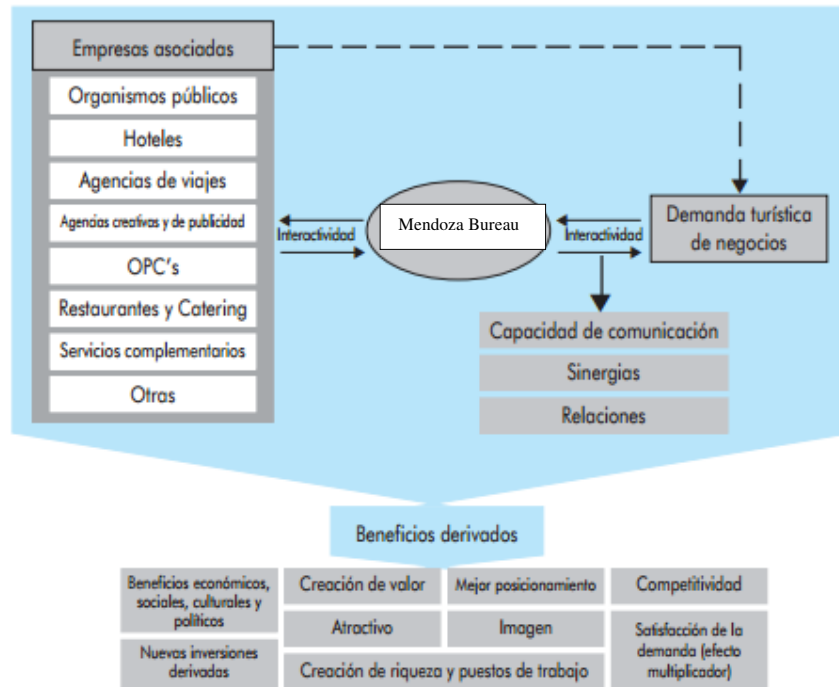 Empresas asociadas
Organismos públicos
Hoteles
Agencias de viajes
Agencias creativas y de publicidad
OPC's
Restaurantes y Catering
Servicios complementarios
Otras
Interactividad
Mendoza Bureau
Interactividad
Demanda turística
de negocios
Capacidad de comunicación
Sinergias
Relaciones
Beneficios derivados
Beneficios económicos,
sociales, culturales y
políticos
Nuevas inversiones
derivadas
Creación de valor
Mejor posicionamiento
Atractivo
Imagen
Creación de riqueza y puestos de trabajo
Competitividad
Satisfacción de la
demanda (efecto
multiplicador)